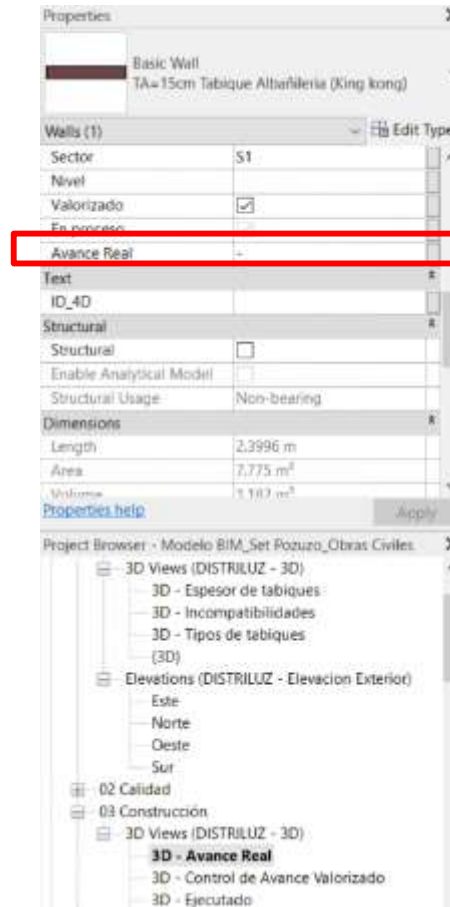 Properties
Basic Wall
TA=15cm Tabique Albañileria (King kong)
Walls (1)
Edit Type
Sector S1
Nivel
Valorizado
En proceso
Avance Real -
Text
ID_4D
Structural
Structural
Enable Analytical Model
Structural Usage Non-bearing
Dimensions
Length 2.3996 m
Area 7.775 m²
Volume
Properties help Apply
Project Browser - Modelo BIM_Set Pozuzo_Obras Civiles
3D Views (DISTRILUZ - 3D)
3D - Espesor de tabiques
3D - Incompatibilidades
3D - Tipos de tabiques
(3D)
Elevations (DISTRILUZ - Elevacion Exterior)
Este
Norte
Oeste
Sur
02 Calidad
03 Construcción
3D Views (DISTRILUZ - 3D)
3D - Avance Real
3D - Control de Avance Valorizado
3D - Ejecutado